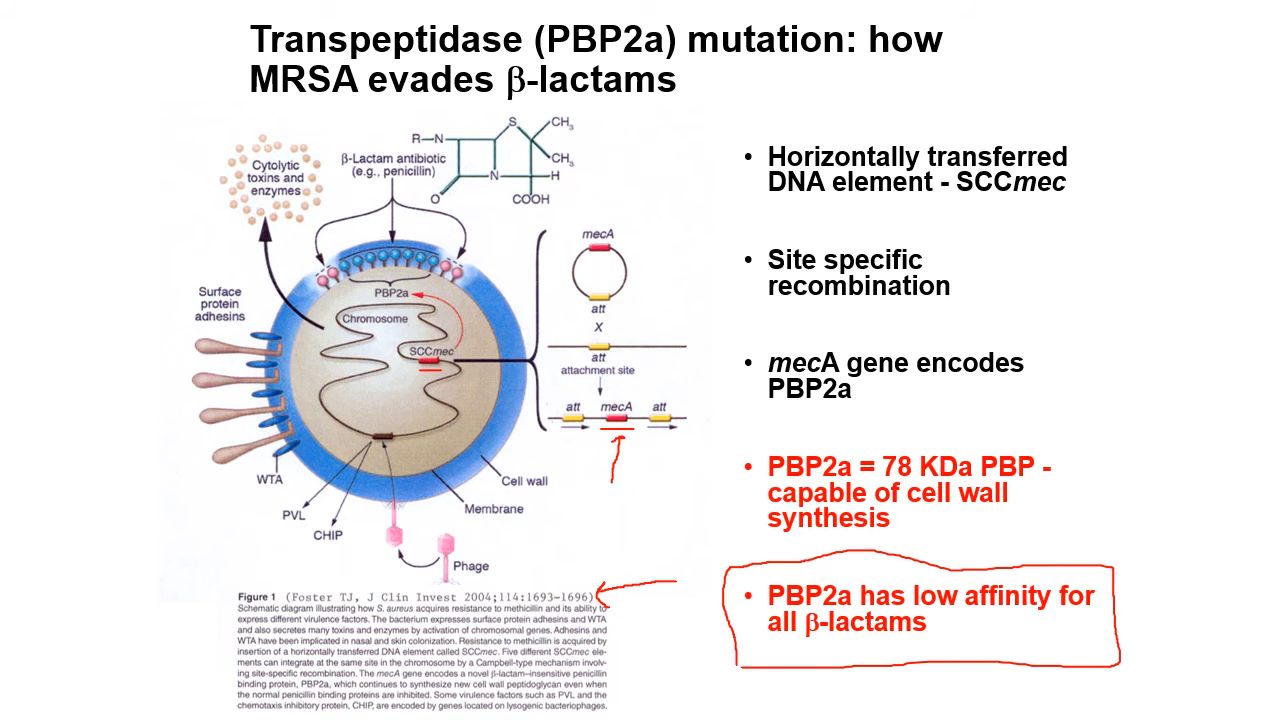 Transpeptidase (PBP2a) mutation: how
MRSA evades β-lactams
Cytolytic
toxins and
enzymes
β-Lactam antibiotic
(e.g., penicillin)
R–N
S
CH3
CH3
N
H
O
COOH
Surface
protein
adhesins
PBP2a
Chromosome
SCCmec
mecA
att
X
att
attachment site
att
mecA
att
WTA
PVL
CHIP
Cell wall
Membrane
Phage
Figure 1 (Foster TJ, J Clin Invest 2004;114:1693-1696)
Schematic diagram illustrating how S. aureus acquires resistance to methicillin and its ability to
express different virulence factors. The bacterium expresses surface protein adhesins and WTA
and also secretes many toxins and enzymes by activation of chromosomal genes. Adhesins and
WTA have been implicated in nasal and skin colonization. Resistance to methicillin is acquired by
insertion of a horizontally transferred DNA element called SCCmec. Five different SCCmec ele-
ments can integrate at the same site in the chromosome by a Campbell-type mechanism involv-
ing site-specific recombination. The mecA gene encodes a novel β-lactam–insensitive penicillin
binding protein, PBP2a, which continues to synthesize new cell wall peptidoglycan even when
the normal penicillin binding proteins are inhibited. Some virulence factors such as PVL and the
chemotaxis inhibitory protein, CHIP, are encoded by genes located on lysogenic bacteriophages.
• Horizontally transferred
DNA element - SCCmec
• Site specific
recombination
• mecA gene encodes
PBP2a
• PBP2a = 78 KDa PBP -
capable of cell wall
synthesis
• PBP2a has low affinity for
all β-lactams